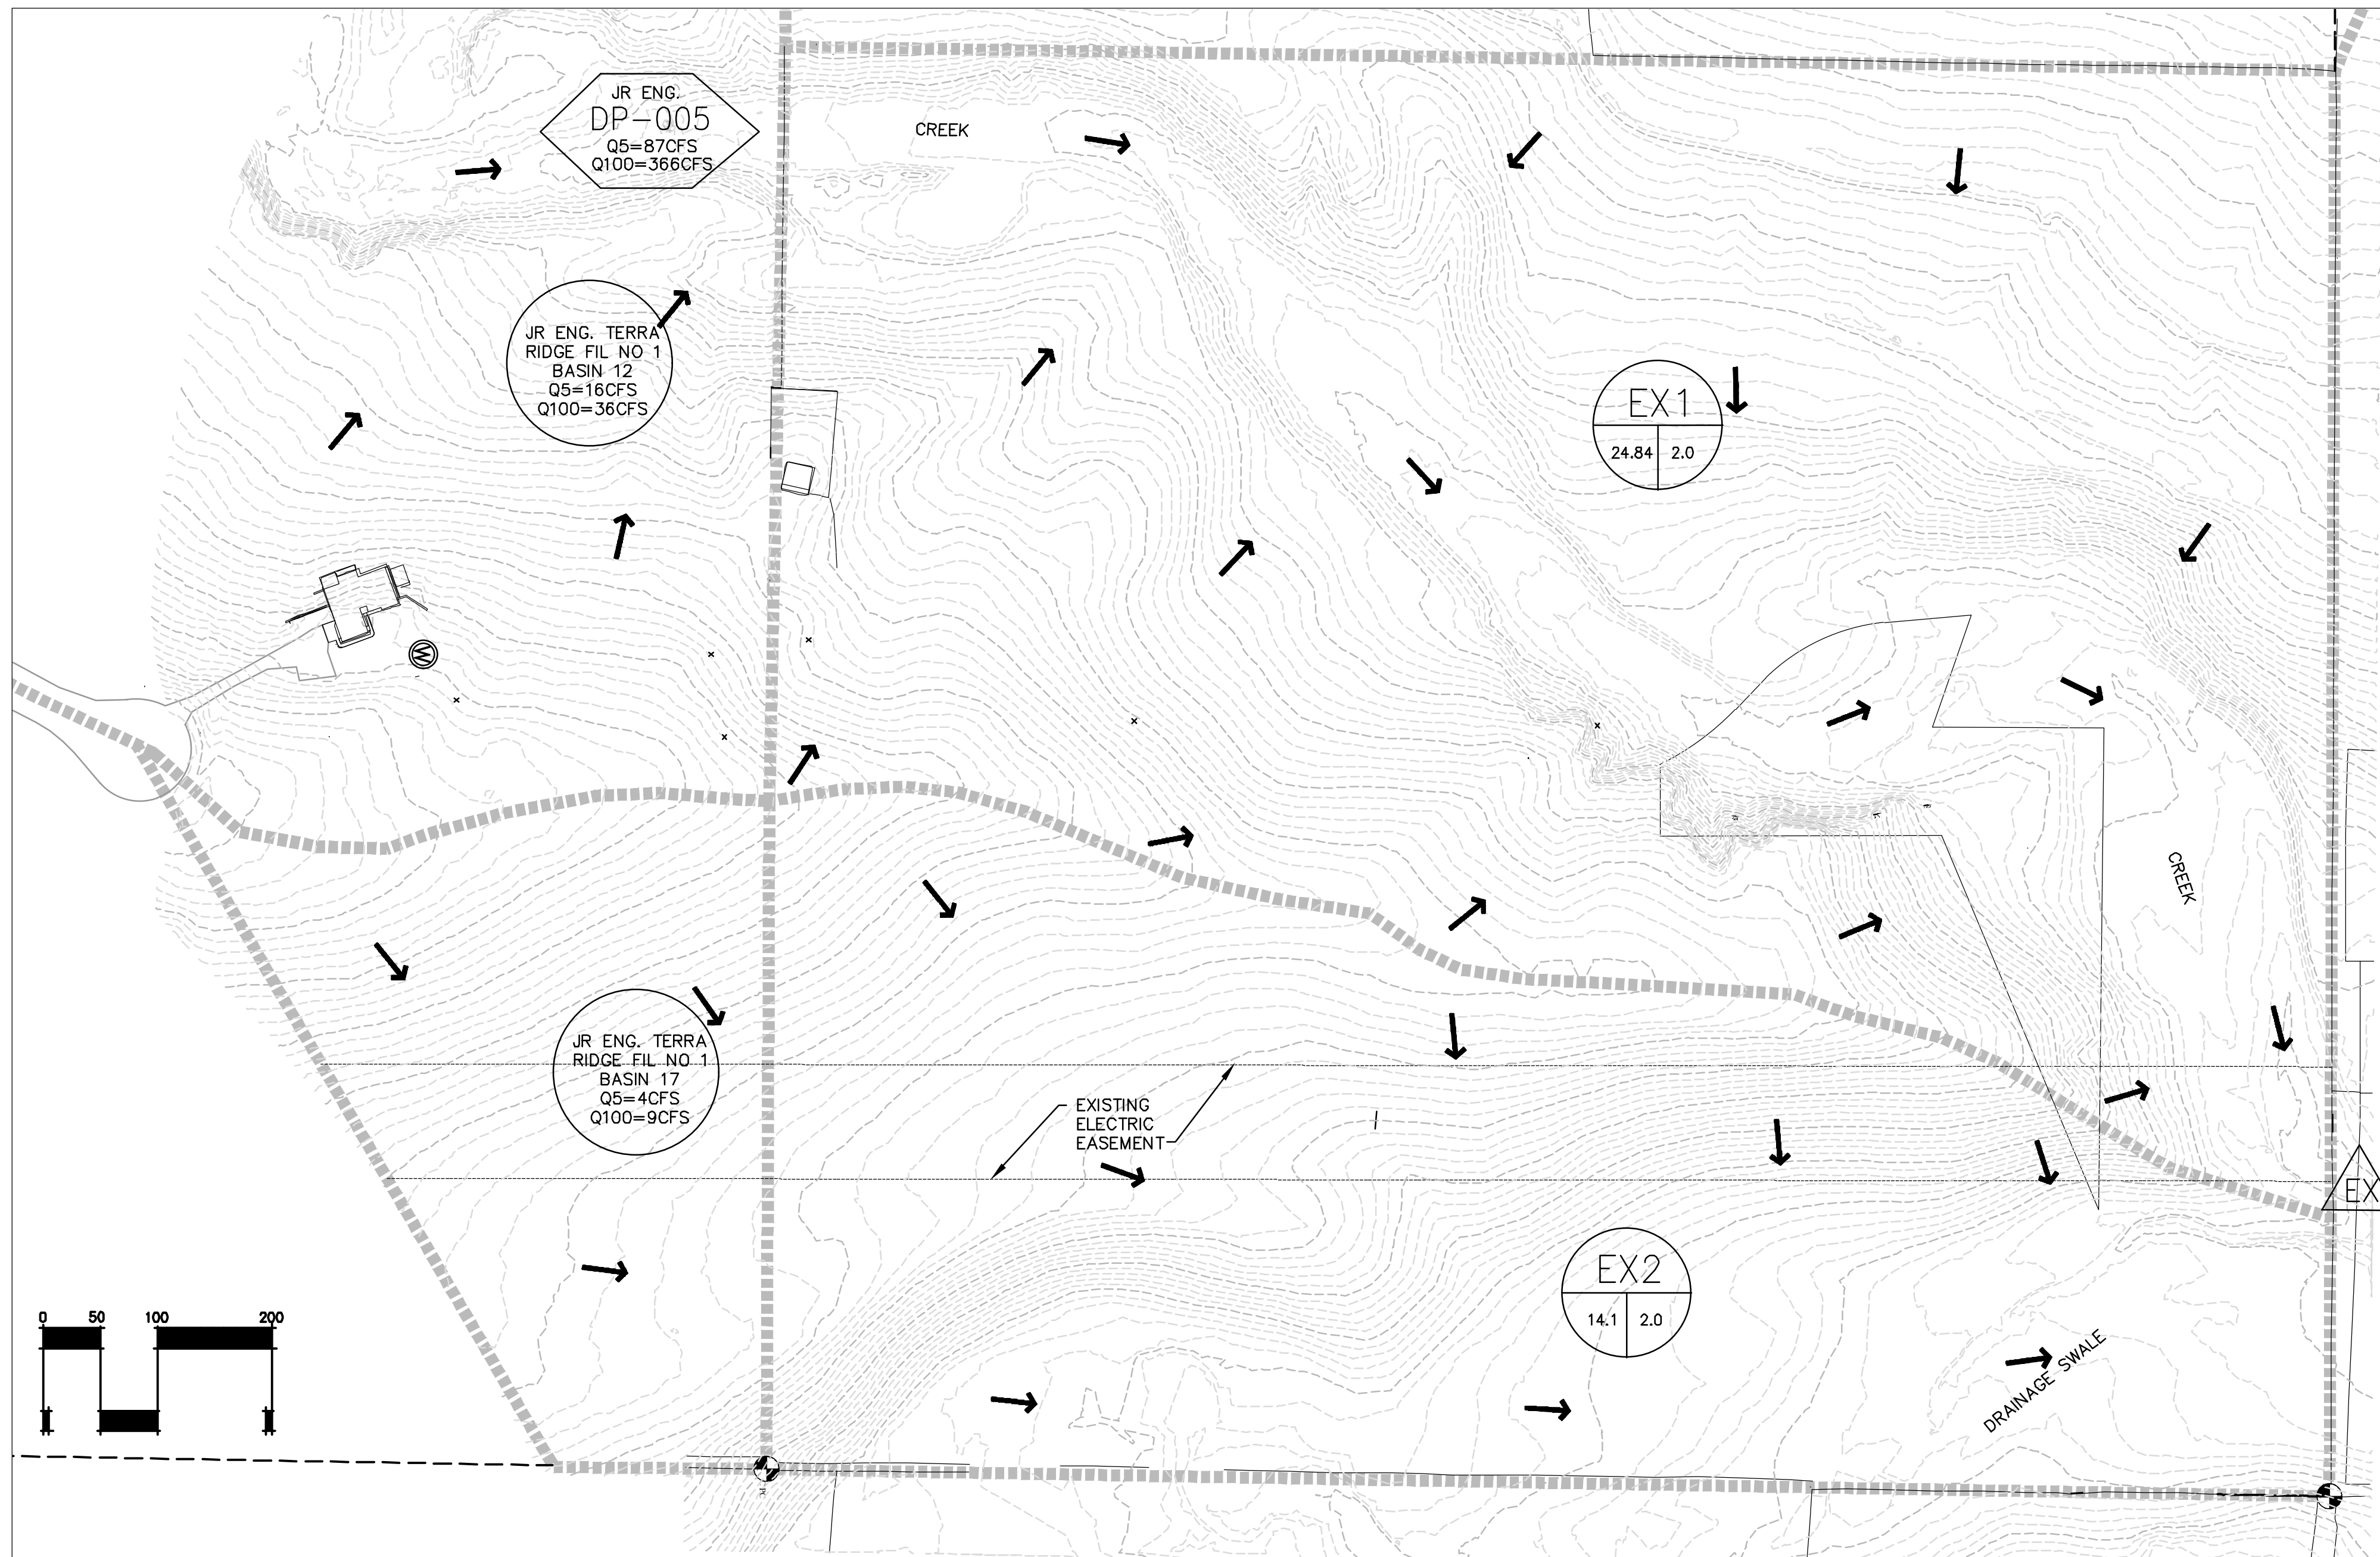 JR ENG.
DP-005
Q5=87CFS
Q100=366CFS
CREEK
JR ENG. TERRA
RIDGE FIL NO 1
BASIN 12
Q5=16CFS
Q100=36CFS
EX1
24.84 2.0
W
CREEK
JR ENG. TERRA
RIDGE FIL NO 1
BASIN 17
Q5=4CFS
Q100=9CFS
EXISTING
ELECTRIC
EASEMENT
EX
EX2
14.1 2.0
0 50 100 200
DRAINAGE SWALE